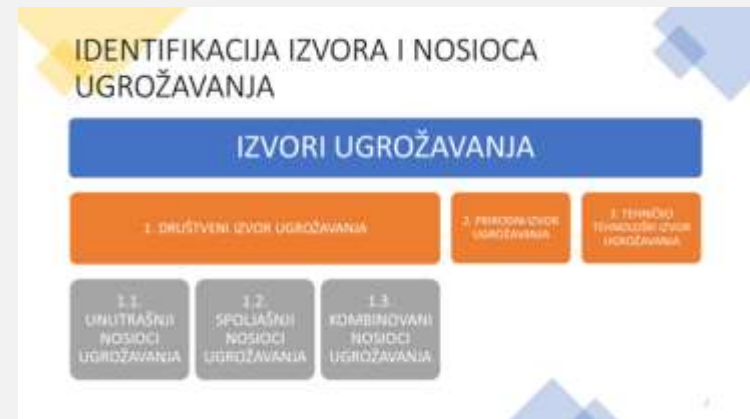 IDENTIFIKACIJA IZVORA I NOSIOCA
UGROŽAVANJA
IZVORI UGROŽAVANJA
1. DRUŠTVENI IZVOR UGROŽAVANJA
2. PRIRODNI IZVOR
UGROŽAVANJA
3. TEHNIČKO
TEHNOLOŠKI IZVOR
UGROŽAVANJA
1.1.
UNUTRAŠNJI
NOSIOCI
UGROŽAVANJA
1.2.
SPOLJAŠNJI
NOSIOCI
UGROŽAVANJA
1.3.
KOMBINOVANI
NOSIOCI
UGROŽAVANJA